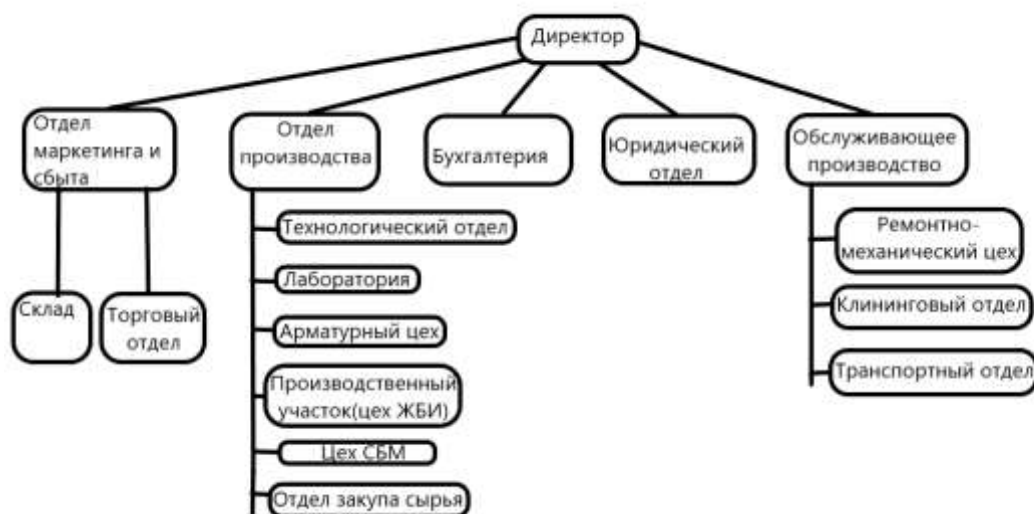 Директор
Отдел
маркетинга и
сбыта
Отдел
производства
Бухгалтерия
Юридический
отдел
Обслуживающее
производство
Склад
Торговый
отдел
Технологический отдел
Лаборатория
Арматурный цех
Производственный
участок(цех ЖБИ)
Цех СБМ
Отдел закупа сырья
Ремонтно-
механический цех
Клининговый отдел
Транспортный отдел